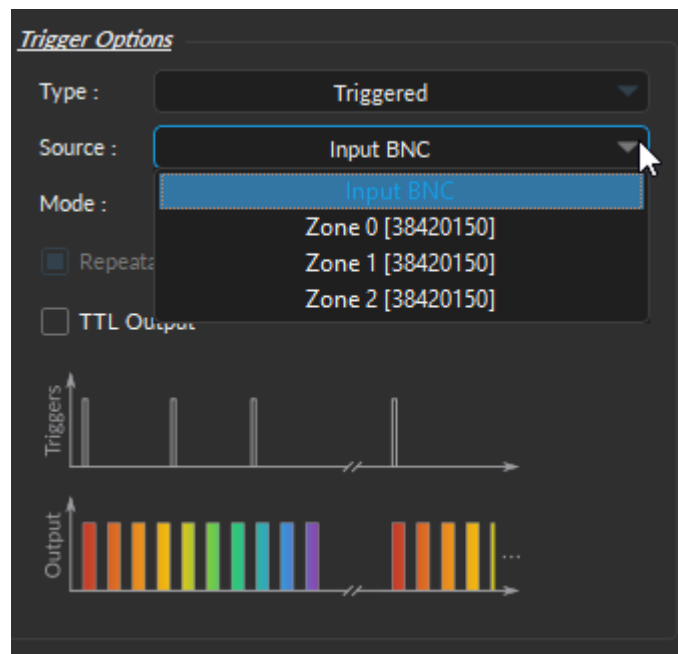 Trigger Options
Type : Triggered
Source : Input BNC
Input BNC
Mode :
Zone 0 [38420150]
Zone 1 [38420150]
Zone 2 [38420150]
TTL Output
Triggers
Output
...